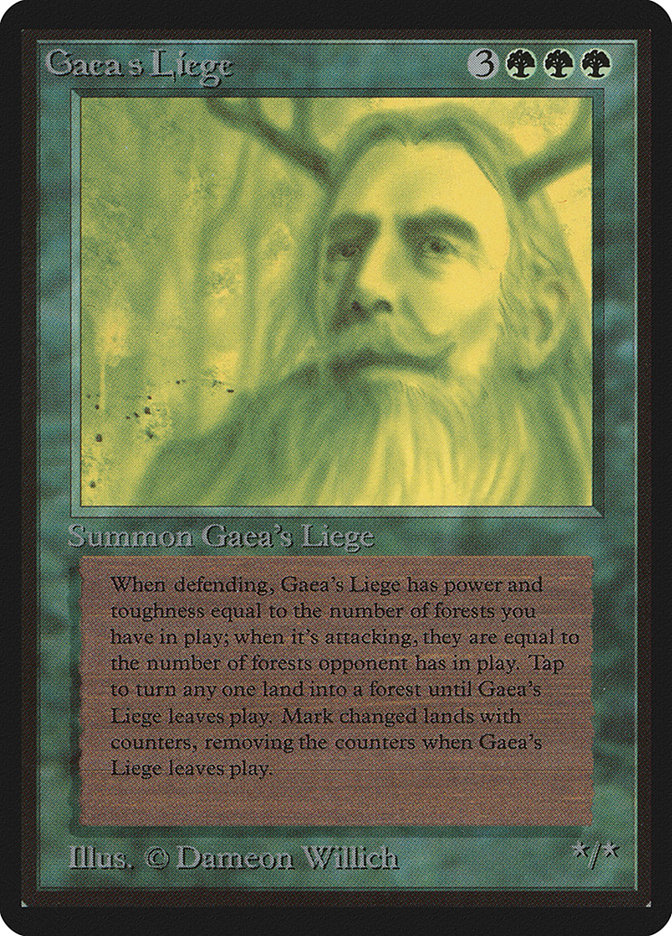 Gaea's Liege
3
Summon Gaea's Liege
When defending, Gaea's Liege has power and
toughness equal to the number of forests you
have in play; when it's attacking, they are equal to
the number of forests opponent has in play. Tap
to turn any one land into a forest until Gaea's
Liege leaves play. Mark changed lands with
counters, removing the counters when Gaea's
Liege leaves play.
Illus. © Dameon Willich
*/*